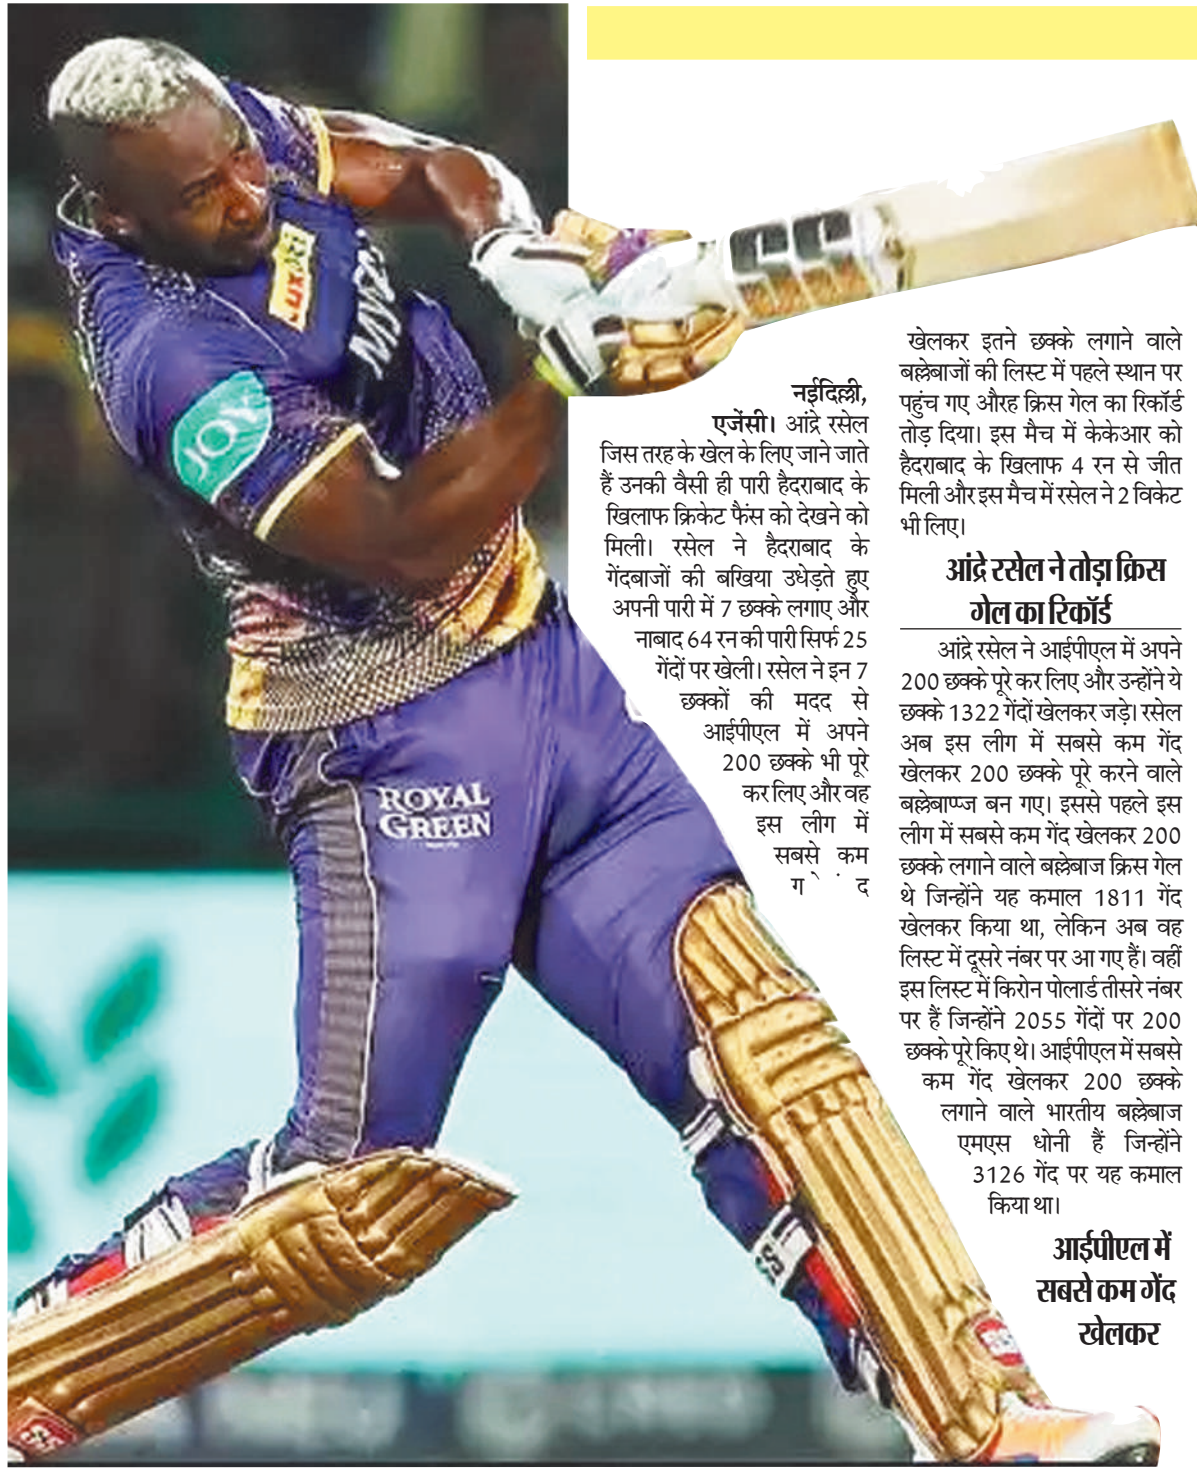 SS
LUX
MY
JOY
ROYAL
GREEN
SS
SS
नईदिल्ली,
एजेंसी। आंद्रे रसेल
जिस तरह के खेल के लिए जाने जाते
हैं उनकी वैसी ही पारी हैदराबाद के
खिलाफ क्रिकेट फैंस को देखने को
मिली। रसेल ने हैदराबाद के
गेंदबाजों की बखिया उधेड़ते हुए
अपनी पारी में 7 छक्के लगाए और
नाबाद 64 रन की पारी सिर्फ 25
गेंदों पर खेली। रसेल ने इन 7
छक्कों की मदद से
आईपीएल में अपने
200 छक्के भी पूरे
कर लिए और वह
इस लीग में
सबसे कम
गेंद
खेलकर इतने छक्के लगाने वाले
बल्लेबाजों की लिस्ट में पहले स्थान पर
पहुंच गए औरह क्रिस गेल का रिकॉर्ड
तोड़ दिया। इस मैच में केकेआर को
हैदराबाद के खिलाफ 4 रन से जीत
मिली और इस मैच में रसेल ने 2 विकेट
भी लिए।
आंद्रे रसेल ने तोड़ा क्रिस
गेल का रिकॉर्ड
आंद्रे रसेल ने आईपीएल में अपने
200 छक्के पूरे कर लिए और उन्होंने ये
छक्के 1322 गेंदों खेलकर जड़े। रसेल
अब इस लीग में सबसे कम गेंद
खेलकर 200 छक्के पूरे करने वाले
बल्लेबाप्प्ज बन गए। इससे पहले इस
लीग में सबसे कम गेंद खेलकर 200
छक्के लगाने वाले बल्लेबाज क्रिस गेल
थे जिन्होंने यह कमाल 1811 गेंद
खेलकर किया था, लेकिन अब वह
लिस्ट में दूसरे नंबर पर आ गए हैं। वहीं
इस लिस्ट में किरोन पोलार्ड तीसरे नंबर
पर हैं जिन्होंने 2055 गेंदों पर 200
छक्के पूरे किए थे। आईपीएल में सबसे
कम गेंद खेलकर 200 छक्के
लगाने वाले भारतीय बल्लेबाज
एमएस धोनी हैं जिन्होंने
3126 गेंद पर यह कमाल
किया था।
आईपीएल में
सबसे कम गेंद
खेलकर